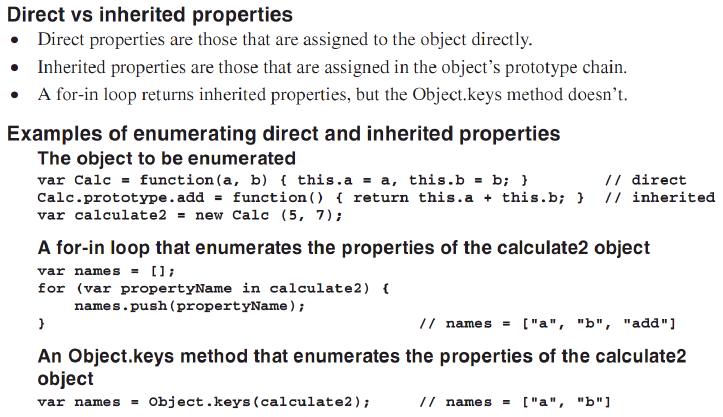 Direct vs inherited properties
• Direct properties are those that are assigned to the object directly.
• Inherited properties are those that are assigned in the object's prototype chain.
• A for-in loop returns inherited properties, but the Object.keys method doesn't.
Examples of enumerating direct and inherited properties
The object to be enumerated
var Calc = function(a, b) { this.a = a, this.b = b; } // direct
Calc.prototype.add = function() { return this.a + this.b; } // inherited
var calculate2 = new Calc (5, 7);
A for-in loop that enumerates the properties of the calculate2 object
var names = [];
for (var propertyName in calculate2) {
names.push(propertyName);
} // names = ["a", "b", "add"]
An Object.keys method that enumerates the properties of the calculate2
object
var names = Object.keys(calculate2); // names = ["a", "b"]